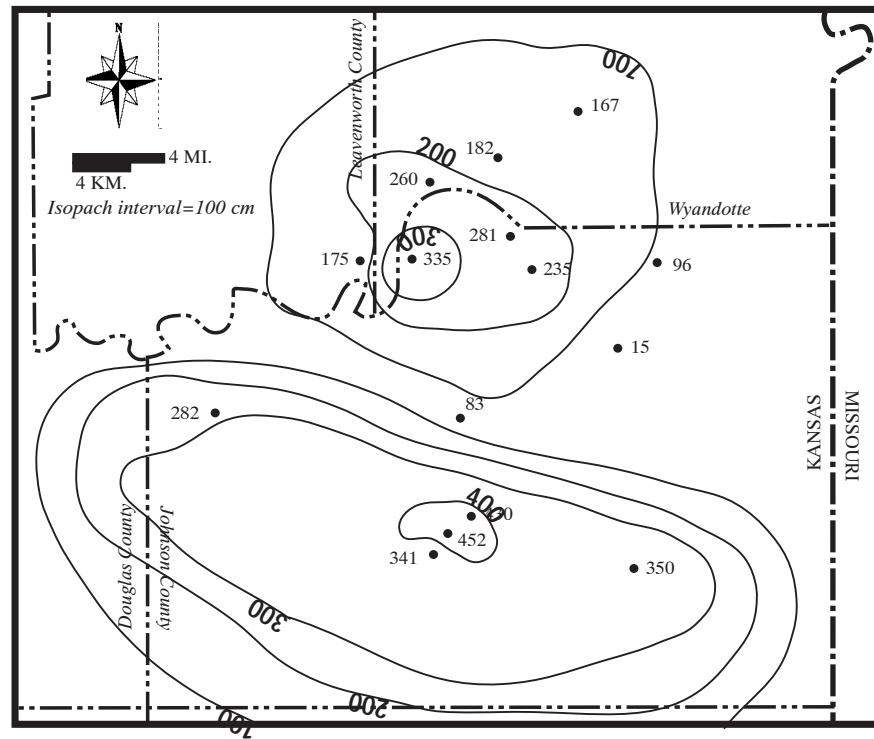 N
Leavenworth County
100
167
4 MI.
4 KM.
Isopach interval=100 cm
200
182
260
Wyandotte
281
300
175
335
235
96
15
83
282
KANSAS
MISSOURI
400
430
452
341
350
Douglas County
Johnson County
300
200
100